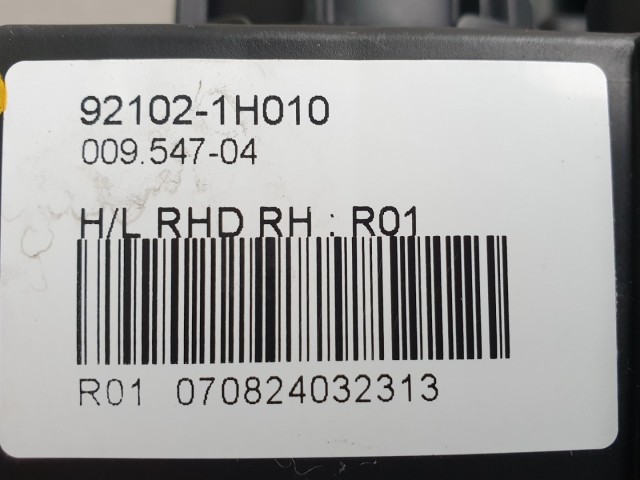 92102-1H010
009.547-04
H/L RHD RH : R01
R01 070824032313